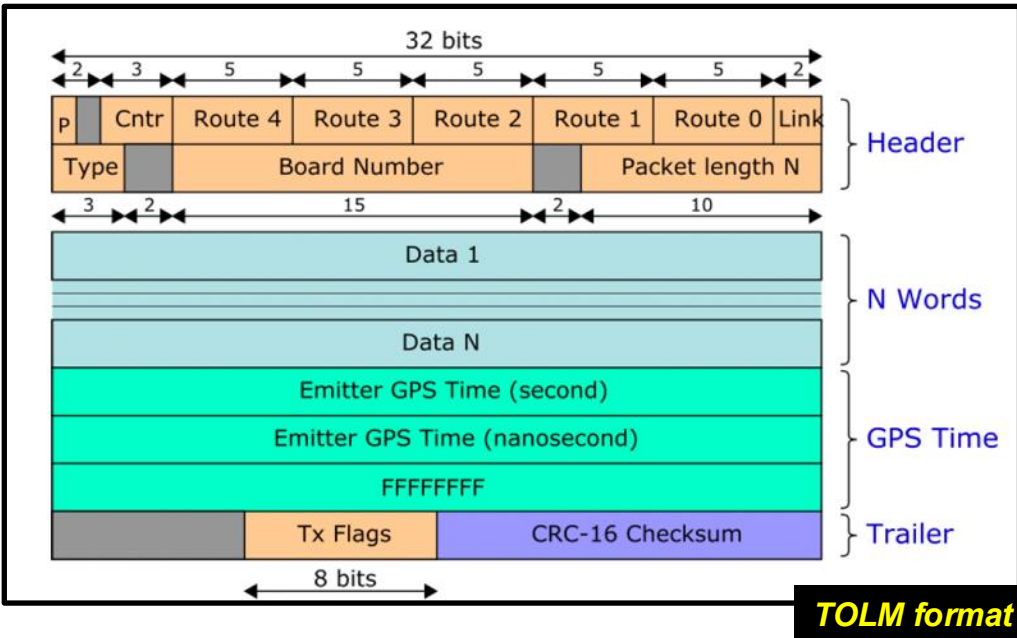 32 bits
2 3 5 5 5 5 5 2
P Cntr Route 4 Route 3 Route 2 Route 1 Route 0 Link
Header
Type Board Number Packet length N
3 2 15 2 10
Data 1
N Words
Data N
Emitter GPS Time (second)
Emitter GPS Time (nanosecond)
GPS Time
FFFFFFFF
Tx Flags CRC-16 Checksum Trailer
8 bits
TOLM format